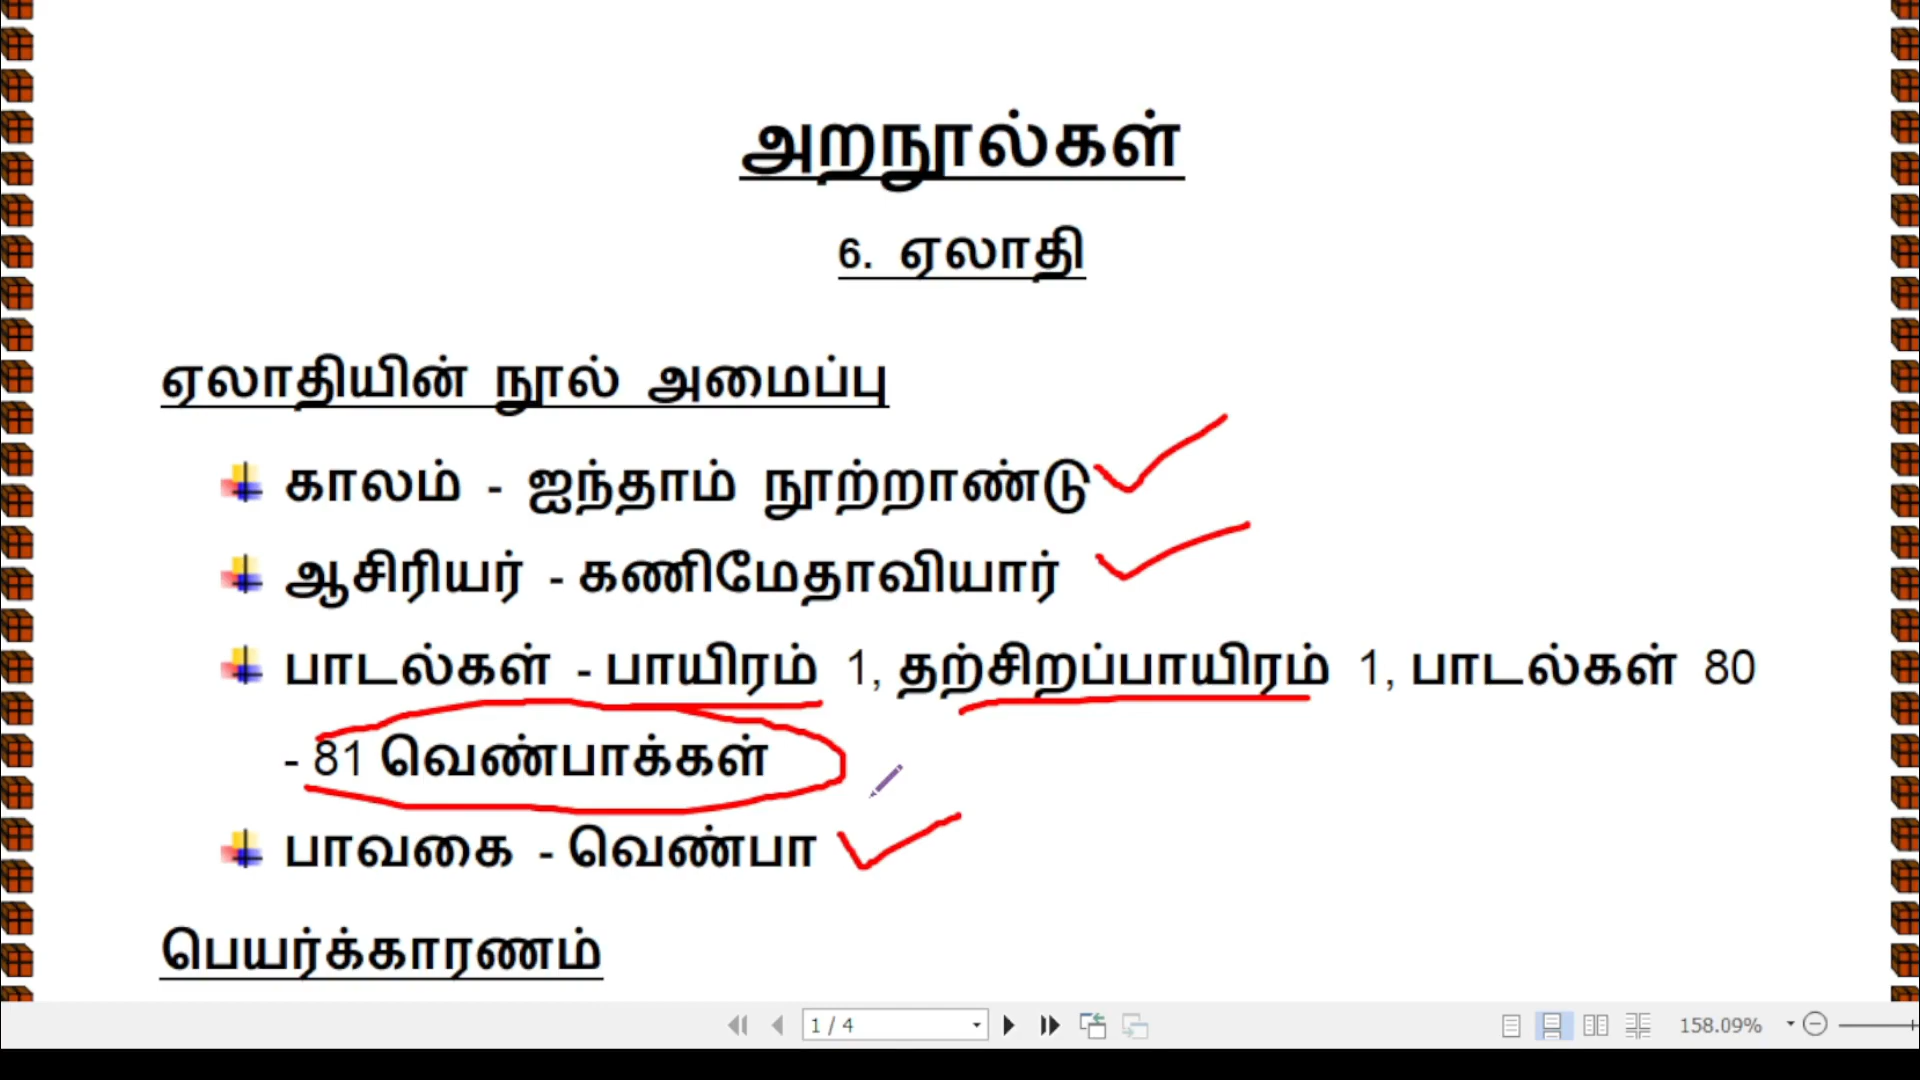 அறநூல்கள்
6. ஏலாதி
ஏலாதியின் நூல் அமைப்பு
காலம் - ஐந்தாம் நூற்றாண்டு
ஆசிரியர் - கணிமேதாவியார்
பாடல்கள் - பாயிரம் 1, தற்சிறப்பாயிரம் 1, பாடல்கள் 80
- 81 வெண்பாக்கள்
பாவகை - வெண்பா
பெயர்க்காரணம்
1 / 4
158.09%